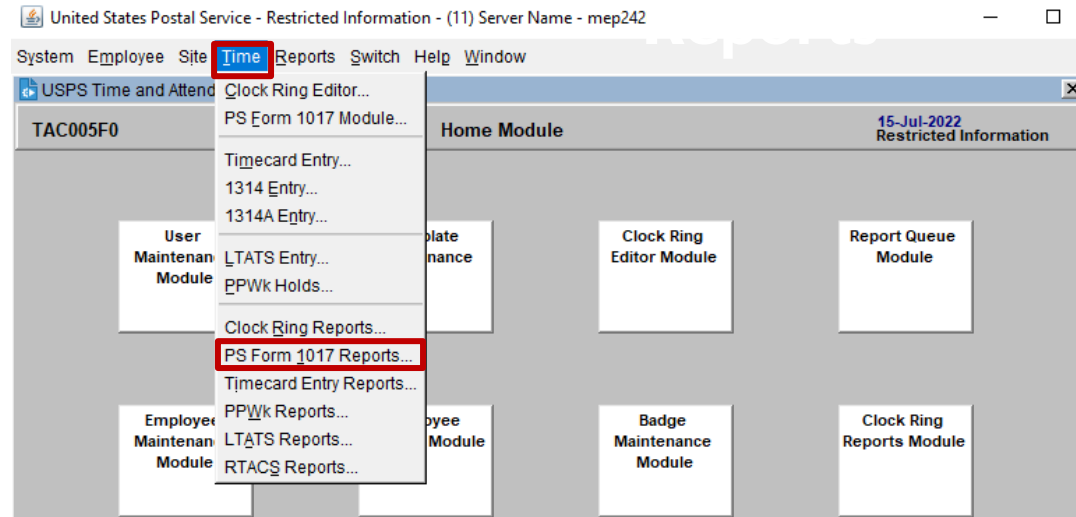 United States Postal Service - Restricted Information - (11) Server Name - mep242
Reports
System Employee Site Time Reports Switch Help Window
USPS Time and Attend
TAC005F0
Home Module
15-Jul-2022
Restricted Information
Clock Ring Editor...
PS Form 1017 Module...
Timecard Entry...
1314 Entry...
1314A Entry...
LTATS Entry...
PPWk Holds...
Clock Ring Reports...
PS Form 1017 Reports...
Timecard Entry Reports...
PPWk Reports...
LTATS Reports...
RTACS Reports...
User
Maintenan
Module
plate
nance
Clock Ring
Editor Module
Report Queue
Module
Employee
Maintenan
Module
oyee
Module
Badge
Maintenance
Module
Clock Ring
Reports Module